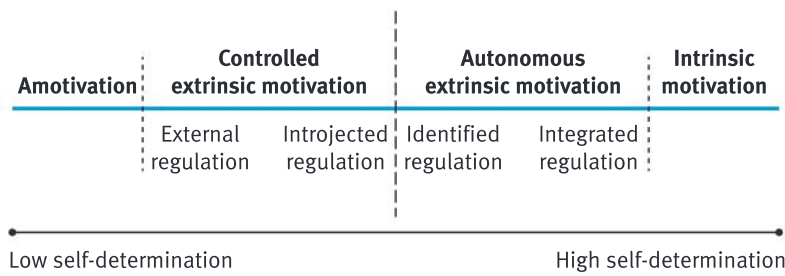 Amotivation
Controlled
extrinsic motivation
Autonomous
extrinsic motivation
Intrinsic
motivation
External
regulation
Introjected
regulation
Identified
regulation
Integrated
regulation
Low self-determination
High self-determination